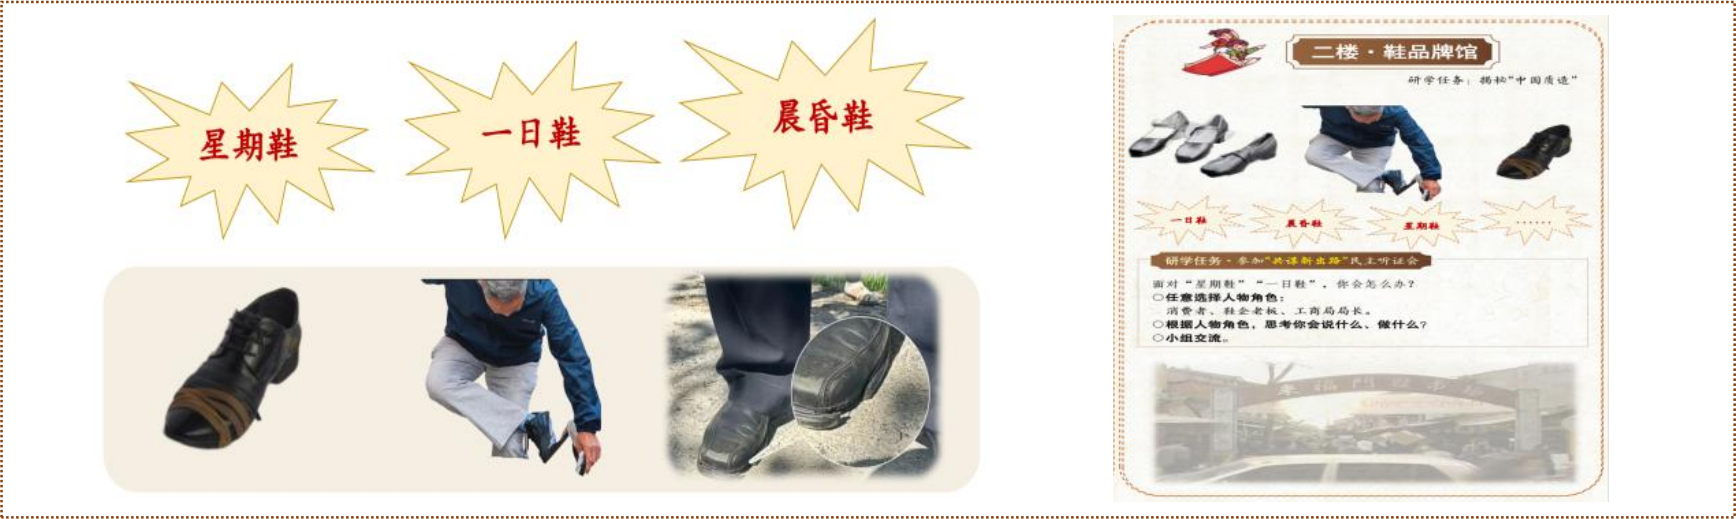 星期鞋
一日鞋
晨昏鞋
二楼·鞋品牌馆
研学任务：揭秘“中国质造”
一日鞋
晨昏鞋
星期鞋
······
研学任务·参加“共谋新出路”民主听证会
面对“星期鞋”“一日鞋”，你会怎么办？
○任意选择人物角色：
消费者、鞋企老板、工商局局长。
○根据人物角色，思考你会说什么、做什么？
○小组交流。